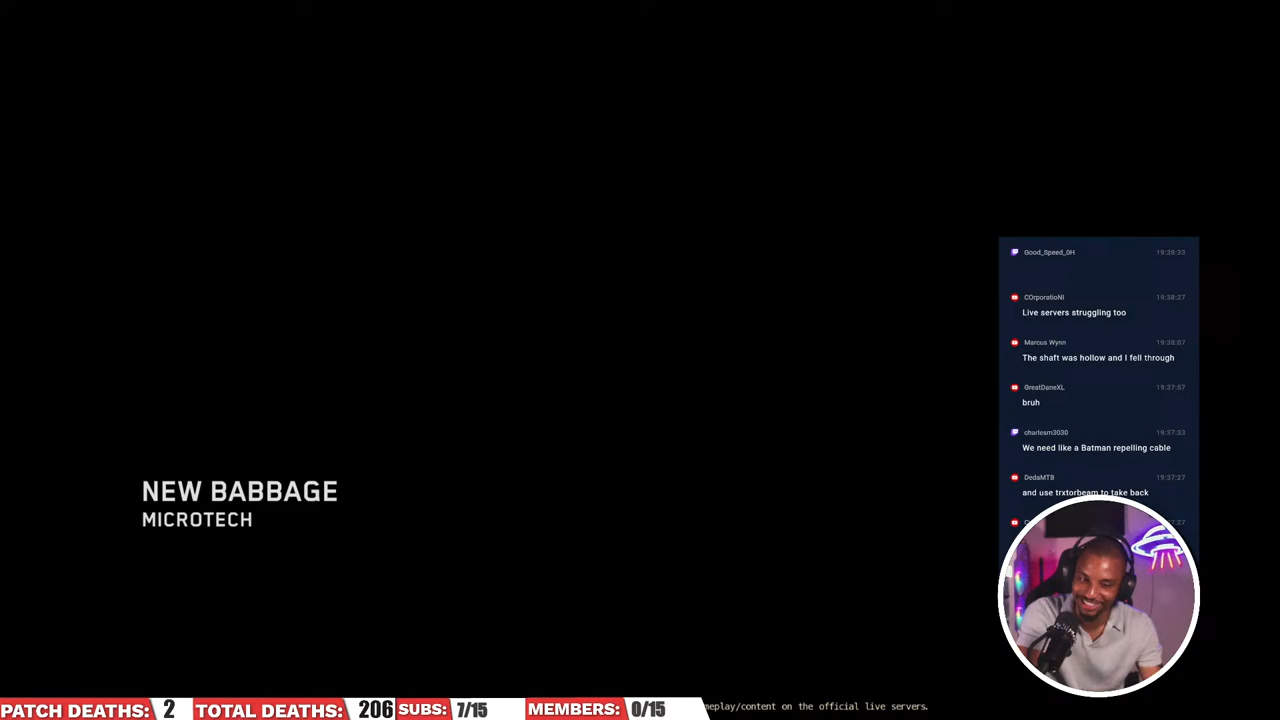 NEW BABBAGE
MICROTECH
Good_Speed_0H 19:38:33
C0rporatioNl 19:38:27
Live servers struggling too
Marcus Wynn 19:38:07
The shaft was hollow and I fell through
GreatDaneXL 19:37:57
bruh
charlesm3030 19:37:33
We need like a Batman repelling cable
DedaMTB 19:37:27
and use trxtorbeam to take back
PATCH DEATHS: 2 TOTAL DEATHS: 206 SUBS: 7/15 MEMBERS: 0/15
meplay/content on the official live servers.